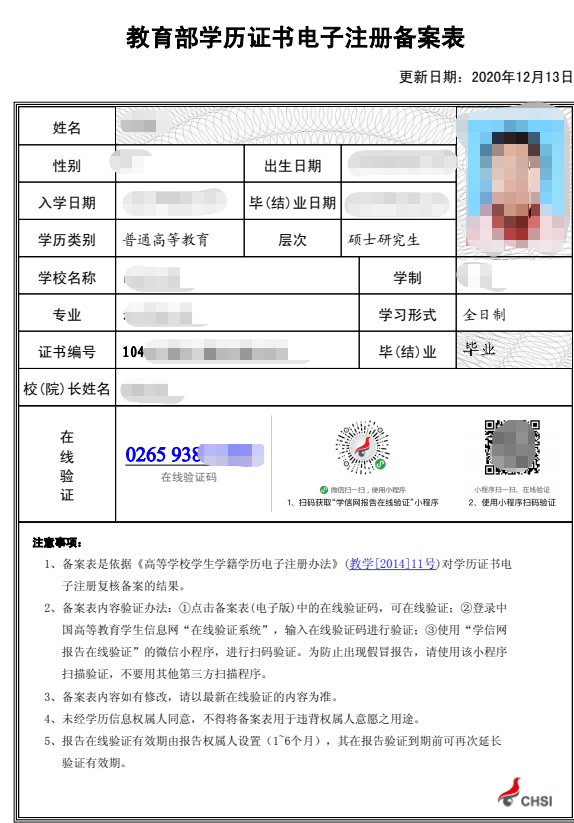 教育部学历证书电子注册备案表
更新日期：2020年12月13日
姓名
性别 出生日期
入学日期 毕(结)业日期
学历类别 普通高等教育 层次 硕士研究生
学校名称 学制
专业 学习形式 全日制
证书编号 104 毕(结)业 毕业
校(院)长姓名
在线验证
0265 938
在线验证码
微信扫一扫，使用小程序
1、扫码获取“学信网报告在线验证”小程序
小程序扫一扫，在线验证
2、使用小程序扫码验证
注意事项：
1、备案表是依据《高等学校学生学籍学历电子注册办法》(教学[2014]11号)对学历证书电
子注册复核备案的结果。
2、备案表内容验证办法：①点击备案表(电子版)中的在线验证码，可在线验证；②登录中
国高等教育学生信息网“在线验证系统”，输入在线验证码进行验证；③使用“学信网
报告在线验证”的微信小程序，进行扫码验证。为防止出现假冒报告，请使用该小程序
扫描验证，不要用其他第三方扫描程序。
3、备案表内容如有修改，请以最新在线验证的内容为准。
4、未经学历信息权属人同意，不得将备案表用于违背权属人意愿之用途。
5、报告在线验证有效期由报告权属人设置（1~6个月），其在报告验证到期前可再次延长
验证有效期。
CHSI